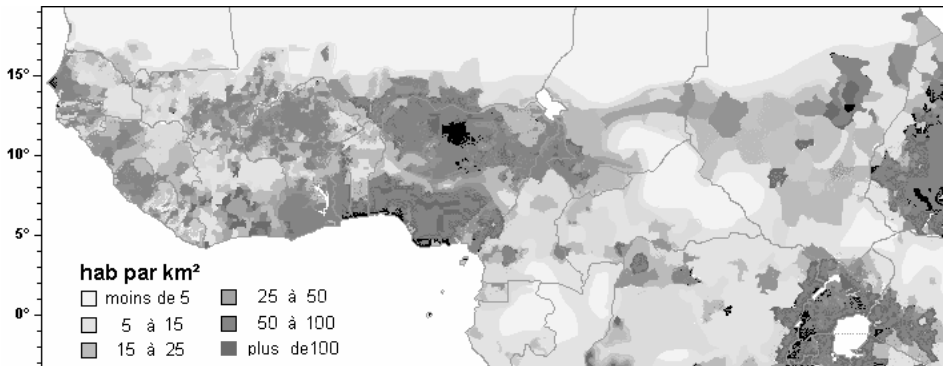 15°
10°
5°
0°
hab par km²
moins de 5
5 à 15
15 à 25
25 à 50
50 à 100
plus de100